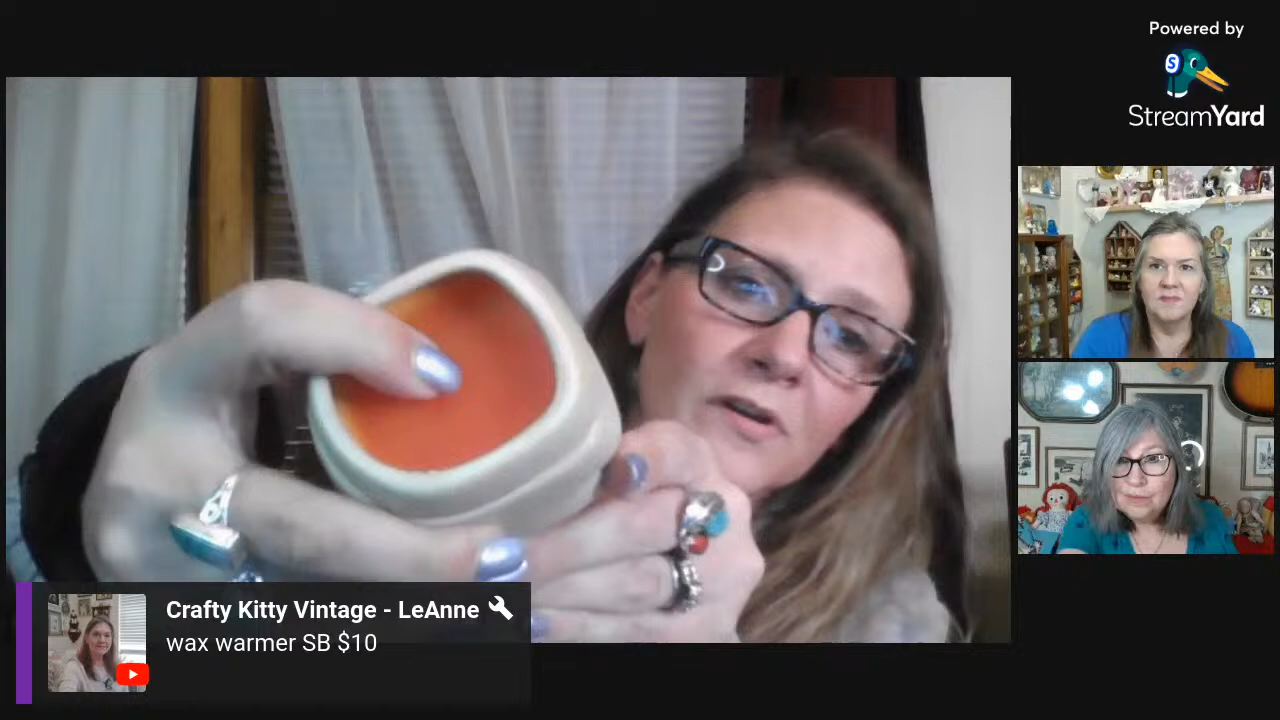 Powered by
S
StreamYard
Crafty Kitty Vintage - LeAnne
wax warmer SB $10